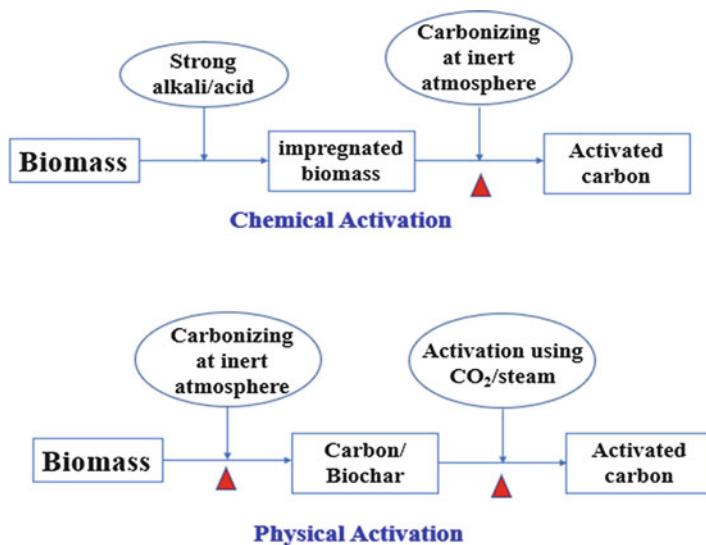 Strong
alkali/acid
Carbonizing
at inert
atmosphere
Biomass
impregnated
biomass
Activated
carbon
Chemical Activation
Carbonizing
at inert
atmosphere
Activation using
CO₂/steam
Biomass
Carbon/
Biochar
Activated
carbon
Physical Activation